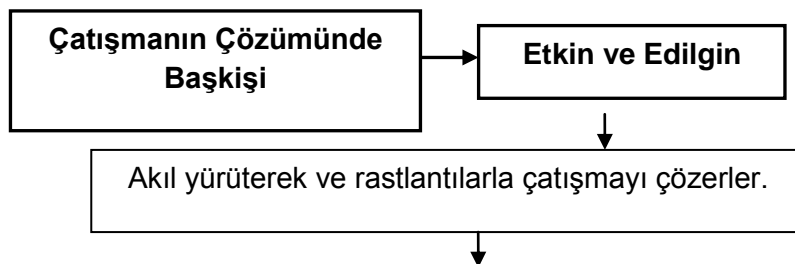 Çatışmanın Çözümünde
Başkişi
Etkin ve Edilgin
Akıl yürüterek ve rastlantılarla çatışmayı çözerler.